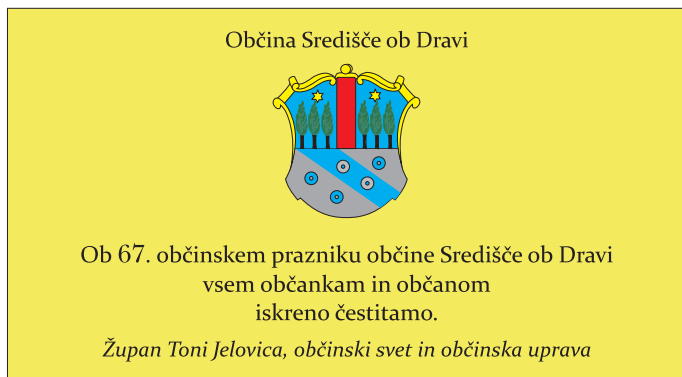 Občina Središče ob Dravi
Ob 67. občinskem prazniku občine Središče ob Dravi
vsem občankam in občanom
iskreno čestitamo.
Župan Toni Jelovica, občinski svet in občinska uprava